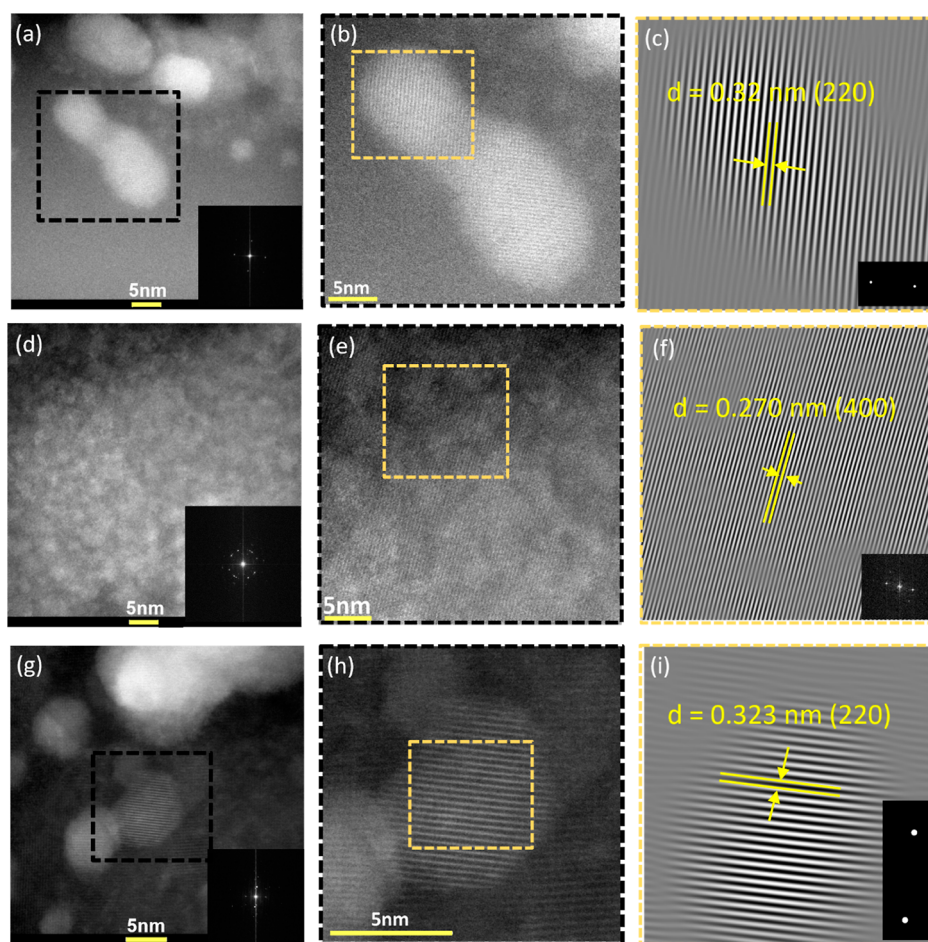 (a)
5nm
(b)
5nm
(c)
d = 0.32 nm (220)
(d)
5nm
(e)
5nm
(f)
d = 0.270 nm (400)
(g)
5nm
(h)
5nm
(i)
d = 0.323 nm (220)